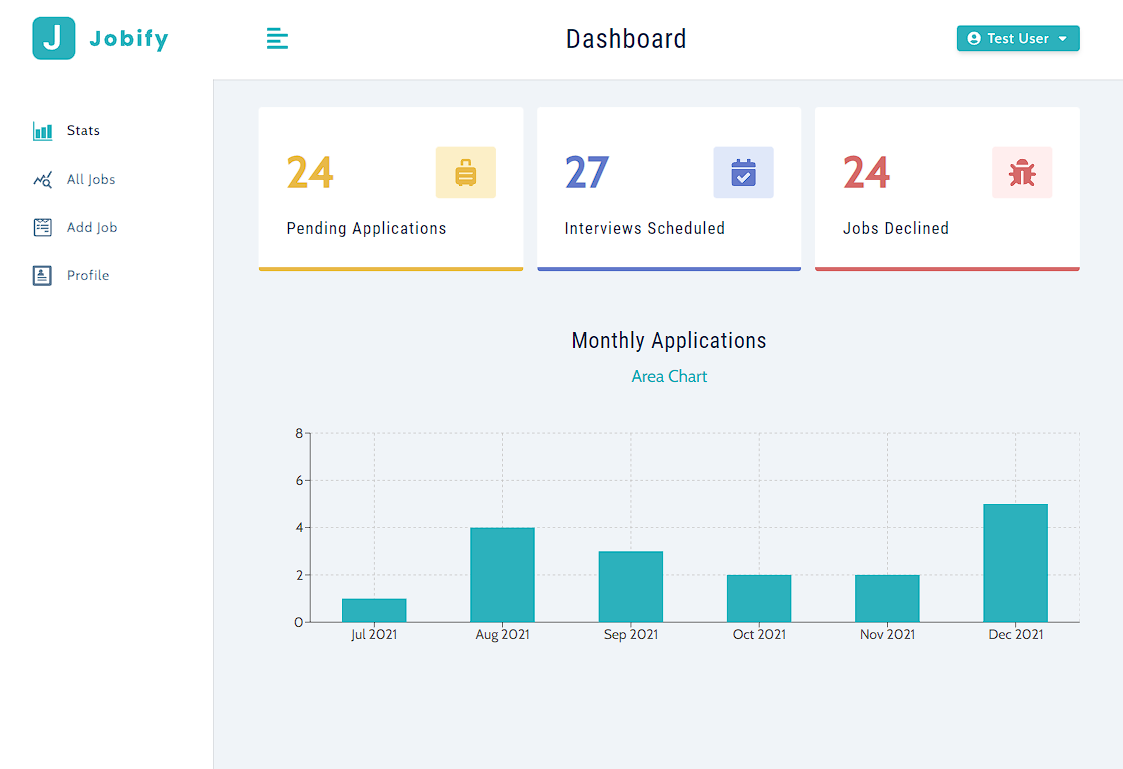 J Jobify
Dashboard
Test User
Stats
All Jobs
Add Job
Profile
24
Pending Applications
27
Interviews Scheduled
24
Jobs Declined
Monthly Applications
Area Chart
8
6
4
2
0
Jul 2021 Aug 2021 Sep 2021 Oct 2021 Nov 2021 Dec 2021